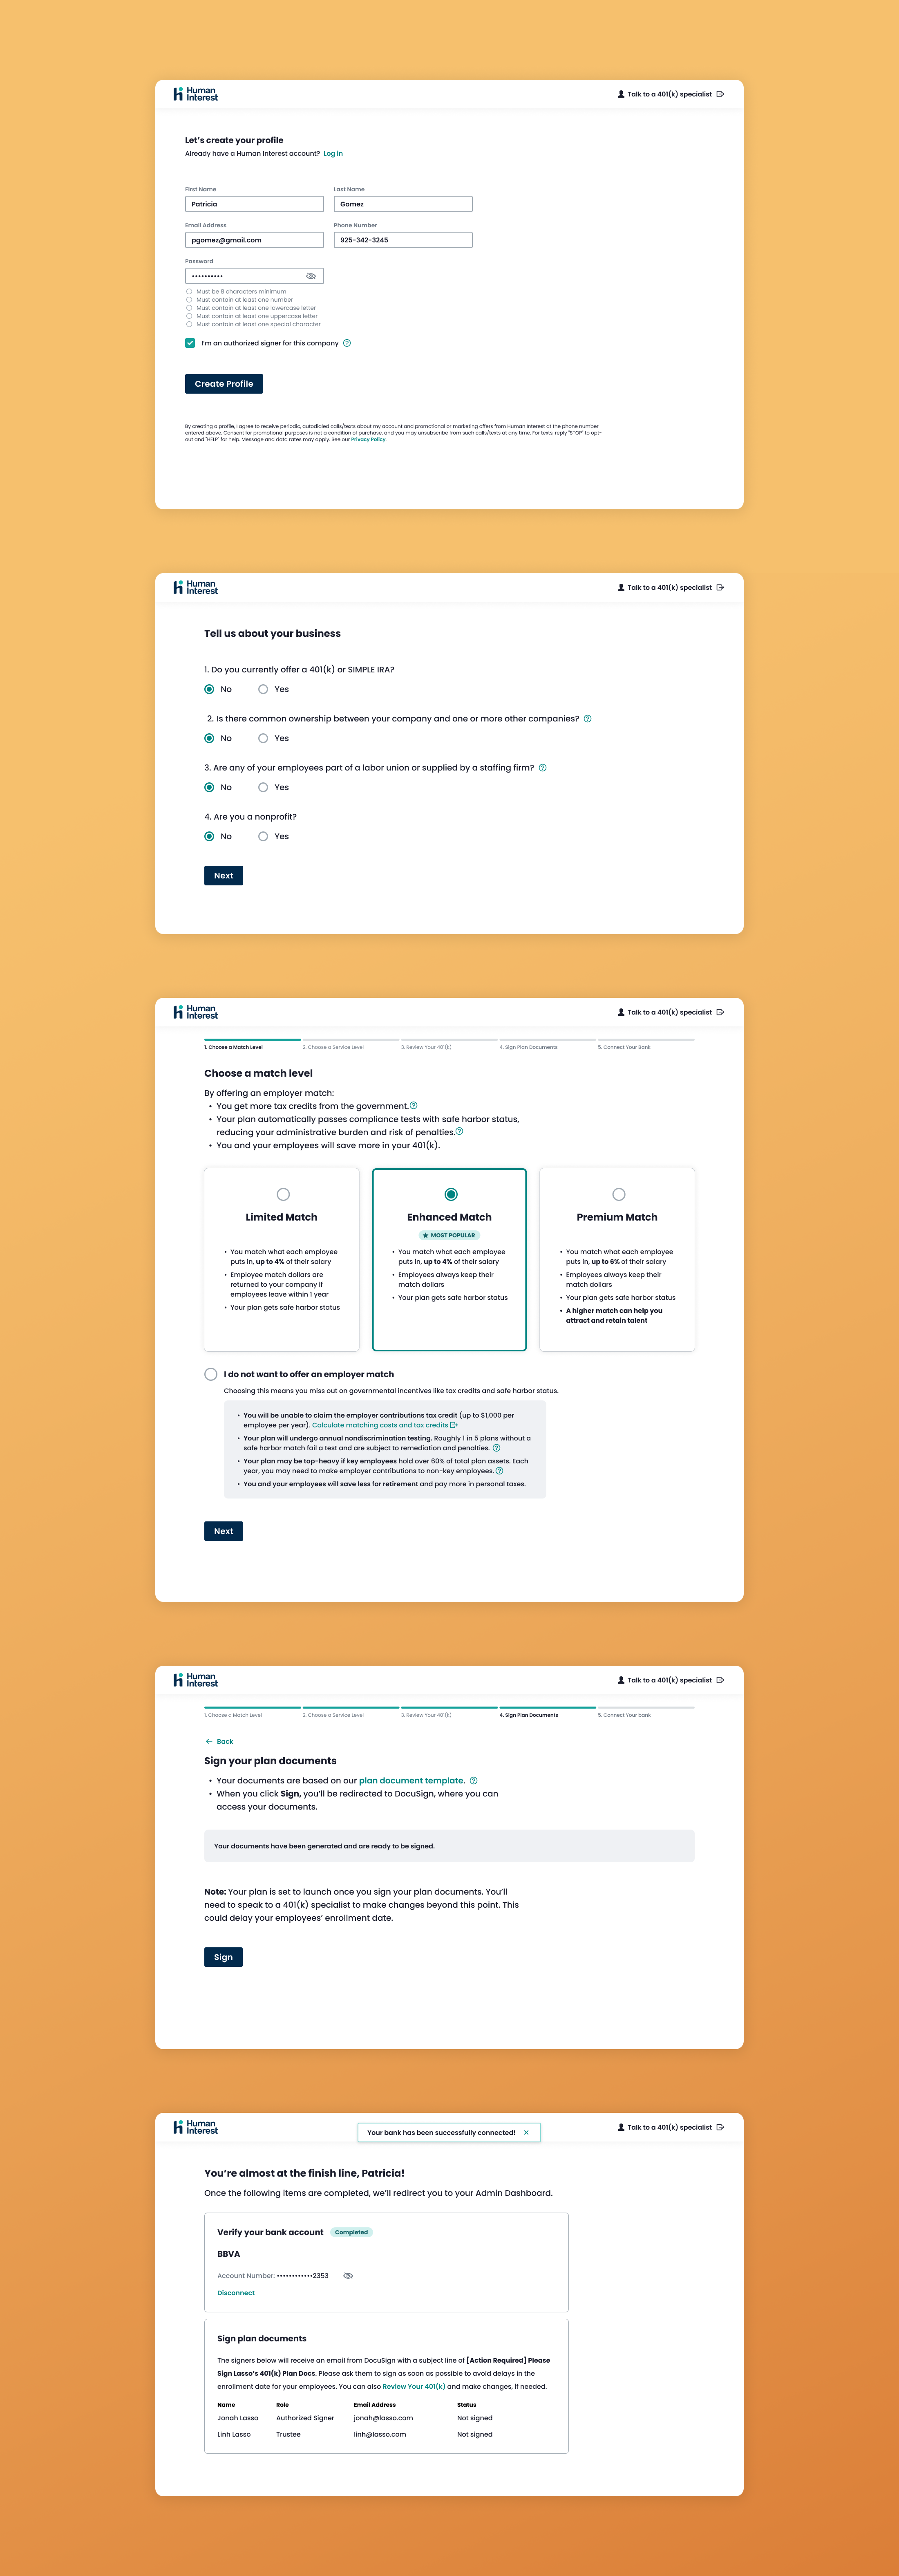 Human
Interest
Talk to a 401(k) specialist
Let's create your profile
Already have a Human Interest account? Log in
First Name
Last Name
Patricia
Gomez
Email Address
Phone Number
pgomez@gmail.com
925-342-3245
Password
••••••••••
Must be 8 characters minimum
Must contain at least one number
Must contain at least one lowercase letter
Must contain at least one uppercase letter
Must contain at least one special character
I'm an authorized signer for this company
Create Profile
By creating a profile, I agree to receive periodic, autodialed calls/texts about my account and promotional or marketing offers from Human interest at the phone number
entered above. Consent for promotional purposes is not a condition of purchase, and you may unsubscribe from such calls/texts at any time. For texts, reply "STOP" to opt-
out and "HELP" for help. Message and data rates may apply. See our Privacy Policy.
Human
Interest
Talk to a 401(k) specialist
Tell us about your business
1. Do you currently offer a 401(k) or SIMPLE IRA?
No Yes
2. Is there common ownership between your company and one or more other companies?
No Yes
3. Are any of your employees part of a labor union or supplied by a staffing firm?
No Yes
4. Are you a nonprofit?
No Yes
Next
Human
Interest
Talk to a 401(k) specialist
1. Choose a Match Level
2. Choose a Service Level
3. Review Your 401(k)
4. Sign Plan Documents
5. Connect Your Bank
Choose a match level
By offering an employer match:
• You get more tax credits from the government.
• Your plan automatically passes compliance tests with safe harbor status,
reducing your administrative burden and risk of penalties.
• You and your employees will save more in your 401(k).
Limited Match
• You match what each employee
puts in, up to 4% of their salary
• Employee match dollars are
returned to your company if
employees leave within 1 year
• Your plan gets safe harbor status
Enhanced Match
MOST POPULAR
• You match what each employee
puts in, up to 4% of their salary
• Employees always keep their
match dollars
• Your plan gets safe harbor status
Premium Match
• You match what each employee
puts in, up to 6% of their salary
• Employees always keep their
match dollars
• Your plan gets safe harbor status
• A higher match can help you
attract and retain talent
I do not want to offer an employer match
Choosing this means you miss out on governmental incentives like tax credits and safe harbor status.
• You will be unable to claim the employer contributions tax credit (up to $1,000 per
employee per year). Calculate matching costs and tax credits
• Your plan will undergo annual nondiscrimination testing. Roughly 1 in 5 plans without a
safe harbor match fail a test and are subject to remediation and penalties.
• Your plan may be top-heavy if key employees hold over 60% of total plan assets. Each
year, you may need to make employer contributions to non-key employees.
• You and your employees will save less for retirement and pay more in personal taxes.
Next
Human
Interest
Talk to a 401(k) specialist
1. Choose a Match Level
2. Choose a Service Level
3. Review Your 401(k)
4. Sign Plan Documents
5. Connect Your bank
Back
Sign your plan documents
• Your documents are based on our plan document template.
• When you click Sign, you'll be redirected to DocuSign, where you can
access your documents.
Your documents have been generated and are ready to be signed.
Note: Your plan is set to launch once you sign your plan documents. You'll
need to speak to a 401(k) specialist to make changes beyond this point. This
could delay your employees' enrollment date.
Sign
Human
Interest
Your bank has been successfully connected!
Talk to a 401(k) specialist
You're almost at the finish line, Patricia!
Once the following items are completed, we'll redirect you to your Admin Dashboard.
Verify your bank account
Completed
BBVA
Account Number: ••••••••••••2353
Disconnect
Sign plan documents
The signers below will receive an email from DocuSign with a subject line of [Action Required] Please
Sign Lasso's 401(k) Plan Docs. Please ask them to sign as soon as possible to avoid delays in the
enrollment date for your employees. You can also Review Your 401(k) and make changes, if needed.
Name Role Email Address Status
Jonah Lasso Authorized Signer jonah@lasso.com Not signed
Linh Lasso Trustee linh@lasso.com Not signed